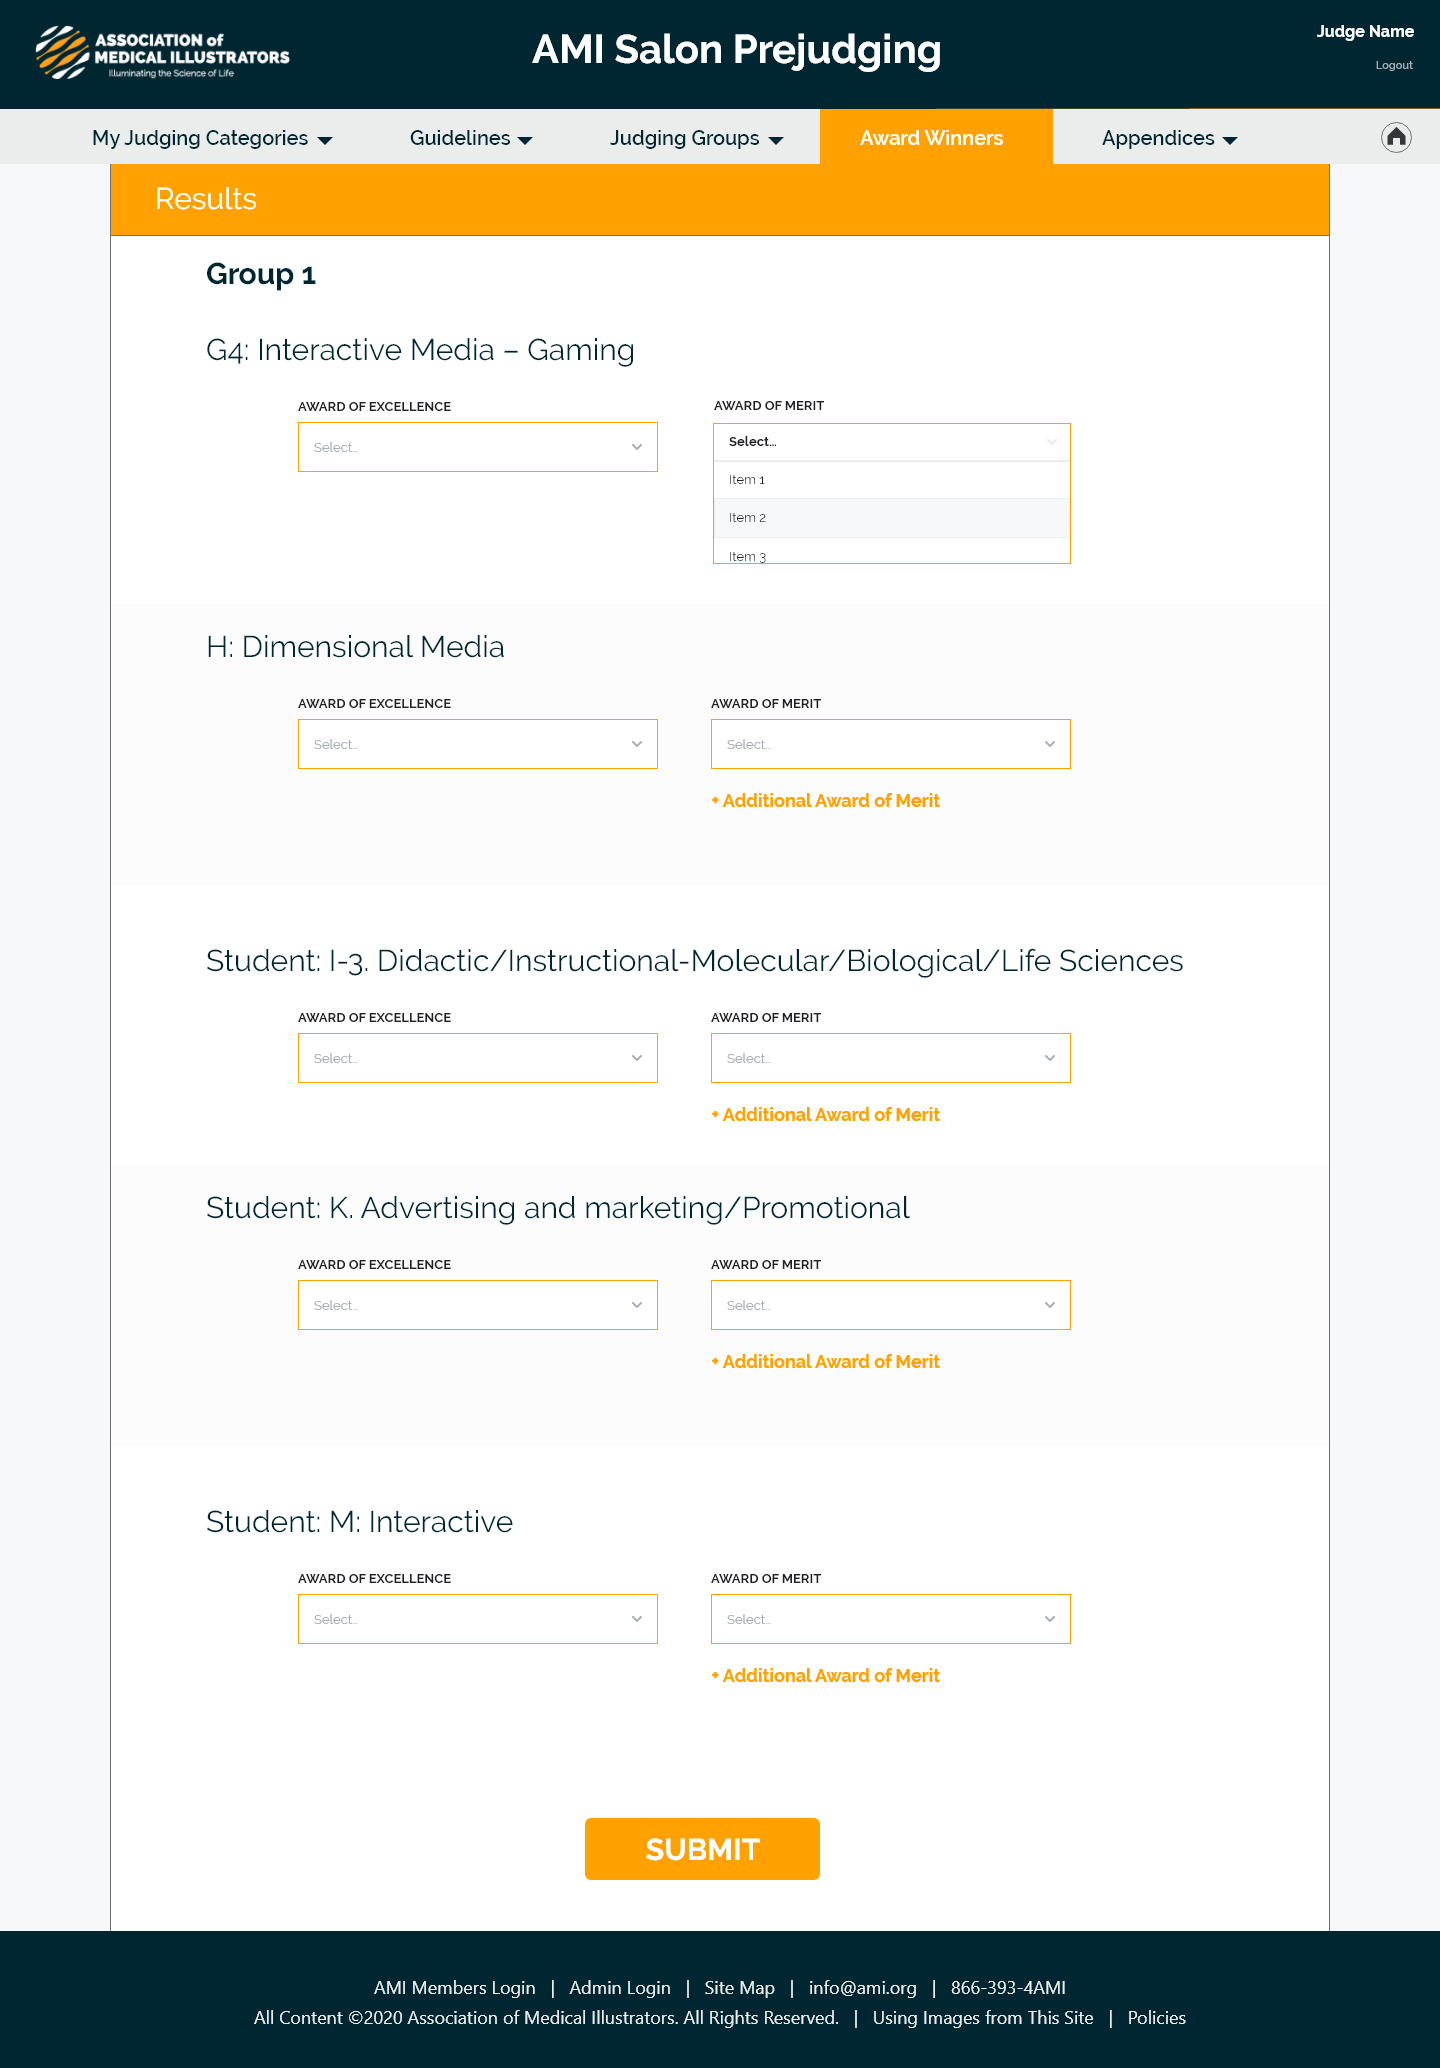 ASSOCIATION of
MEDICAL ILLUSTRATORS
Illuminating the Science of Life
AMI Salon Prejudging
Judge Name
Logout
My Judging Categories
Guidelines
Judging Groups
Award Winners
Appendices
Results
Group 1
G4: Interactive Media – Gaming
AWARD OF EXCELLENCE
Select...
AWARD OF MERIT
Select...
Item 1
Item 2
Item 3
H: Dimensional Media
AWARD OF EXCELLENCE
Select...
AWARD OF MERIT
Select...
+ Additional Award of Merit
Student: I-3. Didactic/Instructional-Molecular/Biological/Life Sciences
AWARD OF EXCELLENCE
Select...
AWARD OF MERIT
Select...
+ Additional Award of Merit
Student: K. Advertising and marketing/Promotional
AWARD OF EXCELLENCE
Select...
AWARD OF MERIT
Select...
+ Additional Award of Merit
Student: M: Interactive
AWARD OF EXCELLENCE
Select...
AWARD OF MERIT
Select...
+ Additional Award of Merit
SUBMIT
AMI Members Login | Admin Login | Site Map | info@ami.org | 866-393-4AMI
All Content ©2020 Association of Medical Illustrators. All Rights Reserved. | Using Images from This Site | Policies